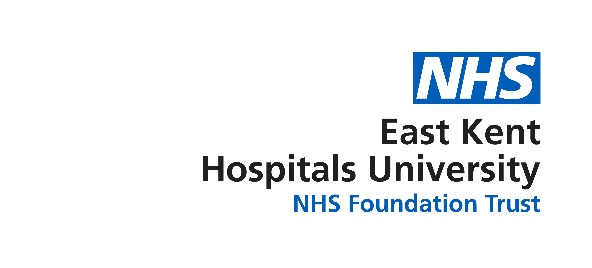 NHS
East Kent
Hospitals University
NHS Foundation Trust